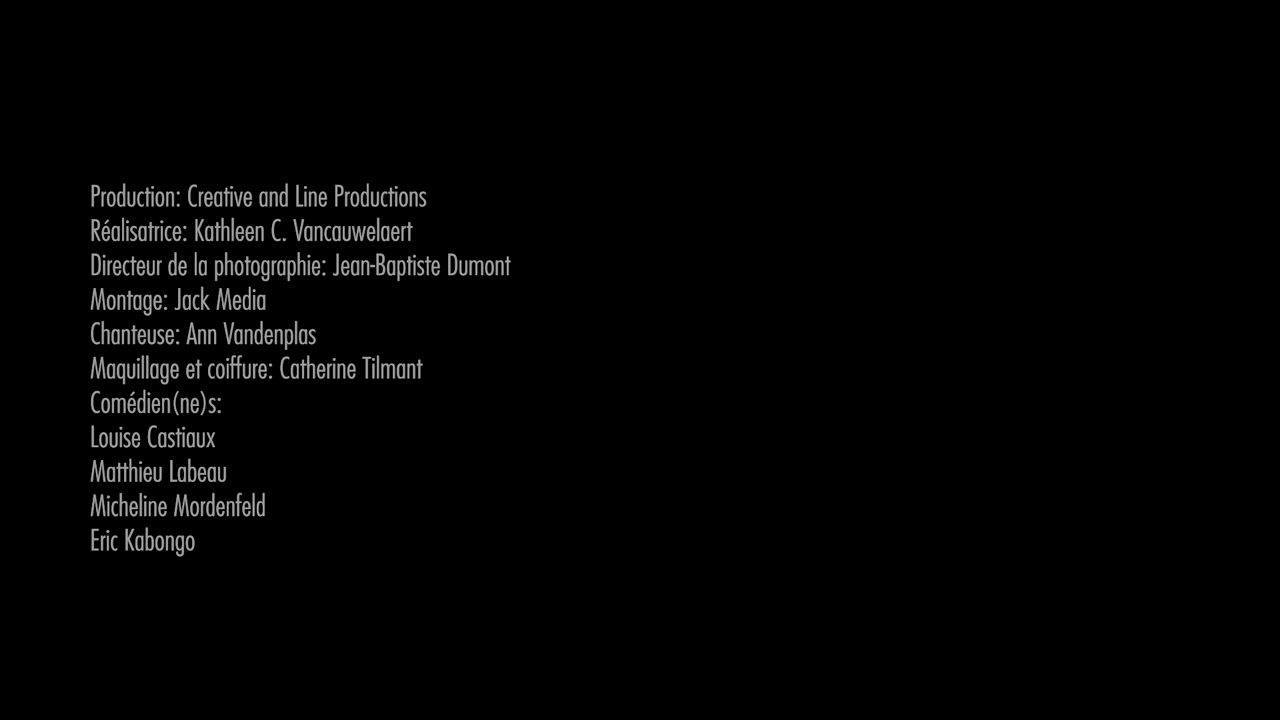 Production: Creative and Line Productions
Réalisatrice: Kathleen C. Vancauwelaert
Directeur de la photographie: Jean-Baptiste Dumont
Montage: Jack Media
Chanteuse: Ann Vandenplas
Maquillage et coiffure: Catherine Tilmant
Comédien(ne)s:
Louise Castiaux
Matthieu Labeau
Micheline Mordenfeld
Eric Kabongo